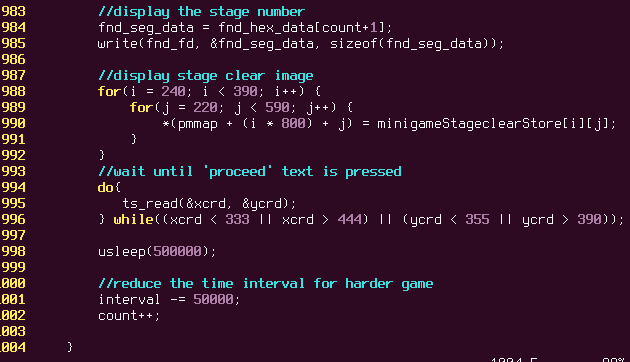 983         //display the stage number
984         fnd_seg_data = fnd_hex_data[count+1];
985         write(fnd_fd, &fnd_seg_data, sizeof(fnd_seg_data));
986
987         //display stage clear image
988         for(i = 240; i < 390; i++) {
989             for(j = 220; j < 590; j++) {
990                 *(pmmap + (i * 800) + j) = minigameStageclearStore[i][j];
991             }
992         }
993         //wait until 'proceed' text is pressed
994         do{
995            ts_read(&xcrd, &ycrd);
996         } while((xcrd < 333 || xcrd > 444) || (ycrd < 355 || ycrd > 390));
997
998         usleep(500000);
999
000         //reduce the time interval for harder game
001         interval -= 50000;
002         count++;
003
004     }